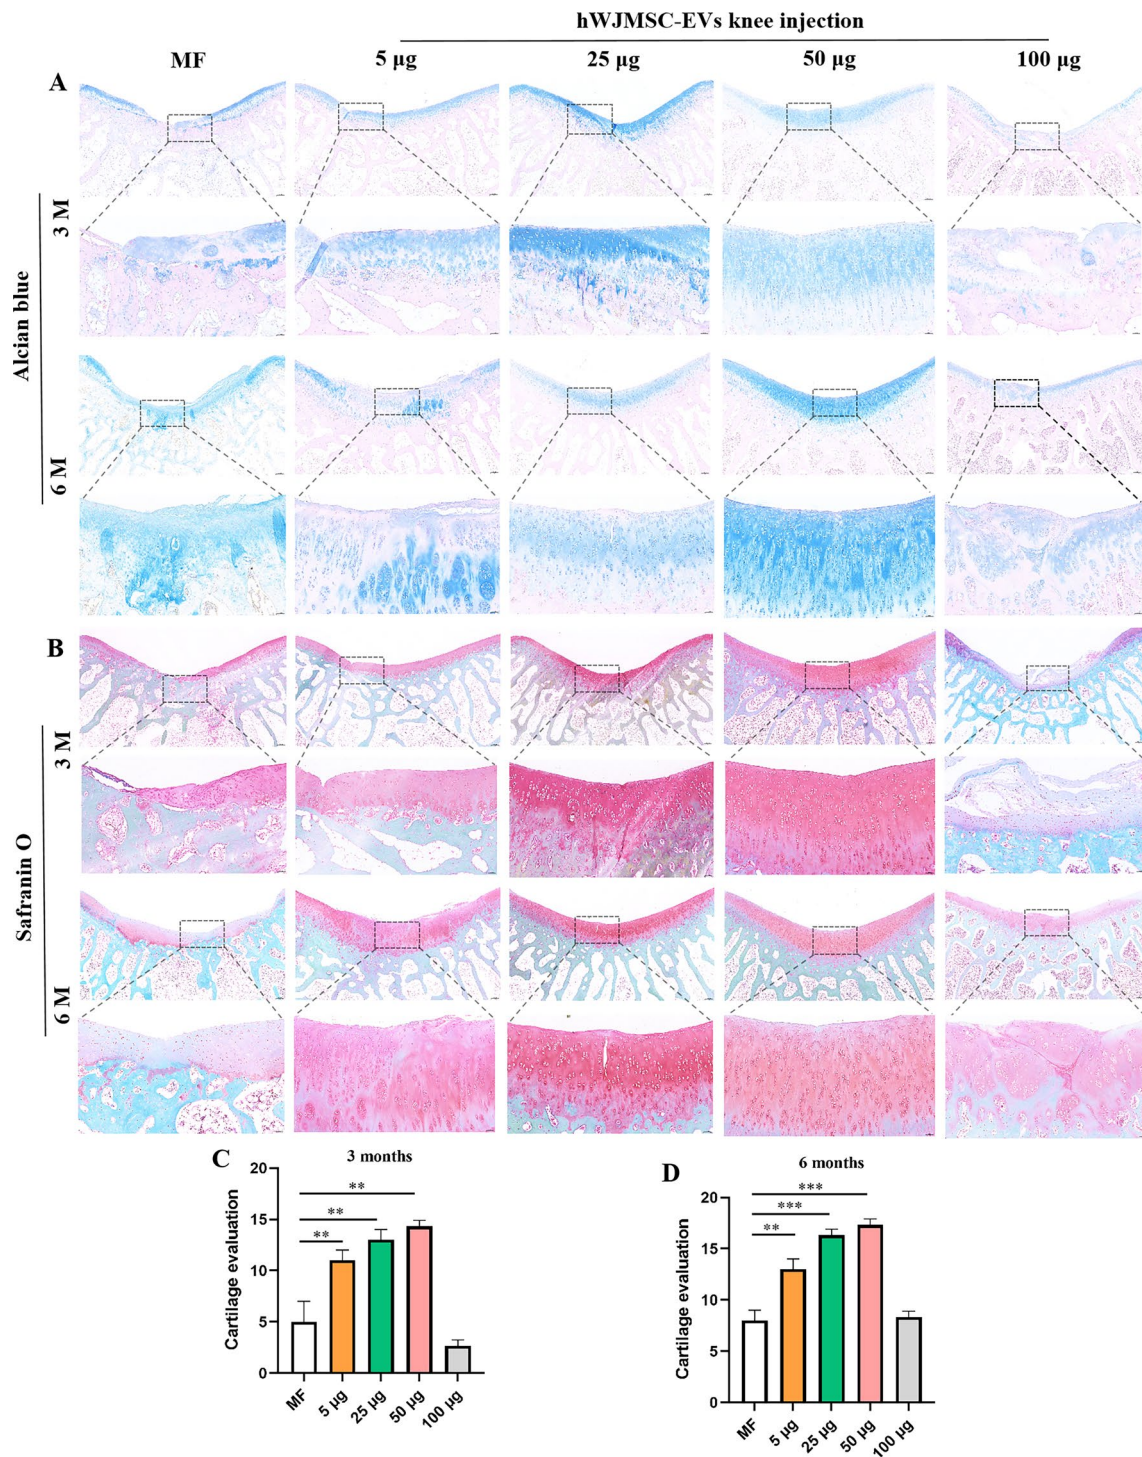 hWJMSC-EVs knee injection
MF 5 μg 25 μg 50 μg 100 μg
A
Alcian blue
3 M
6 M
B
Safranin O
3 M
6 M
C
3 months
Cartilage evaluation
20
15
10
5
0
**
**
**
MF 5 μg 25 μg 50 μg 100 μg
D
6 months
Cartilage evaluation
20
15
10
5
0
***
***
**
MF 5 μg 25 μg 50 μg 100 μg